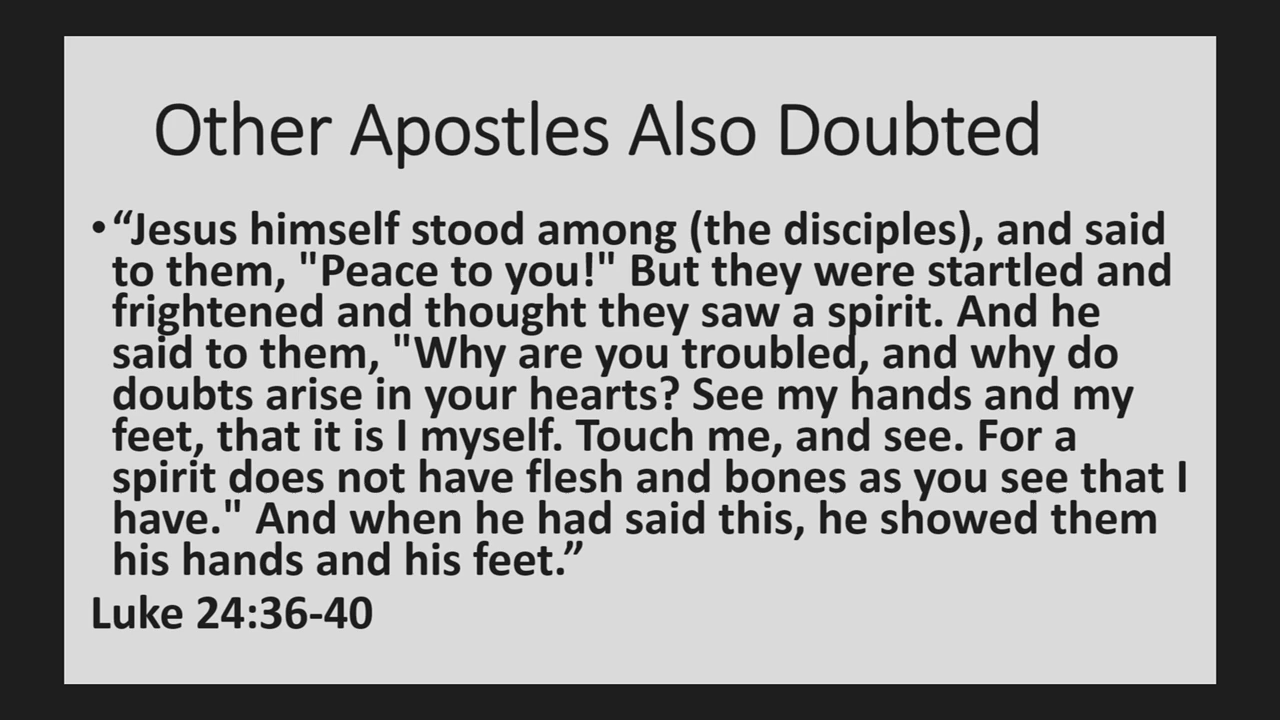 Other Apostles Also Doubted
•“Jesus himself stood among (the disciples), and said
to them, "Peace to you!" But they were startled and
frightened and thought they saw a spirit. And he
said to them, "Why are you troubled, and why do
doubts arise in your hearts? See my hands and my
feet, that it is I myself. Touch me, and see. For a
spirit does not have flesh and bones as you see that I
have." And when he had said this, he showed them
his hands and his feet.”
Luke 24:36-40